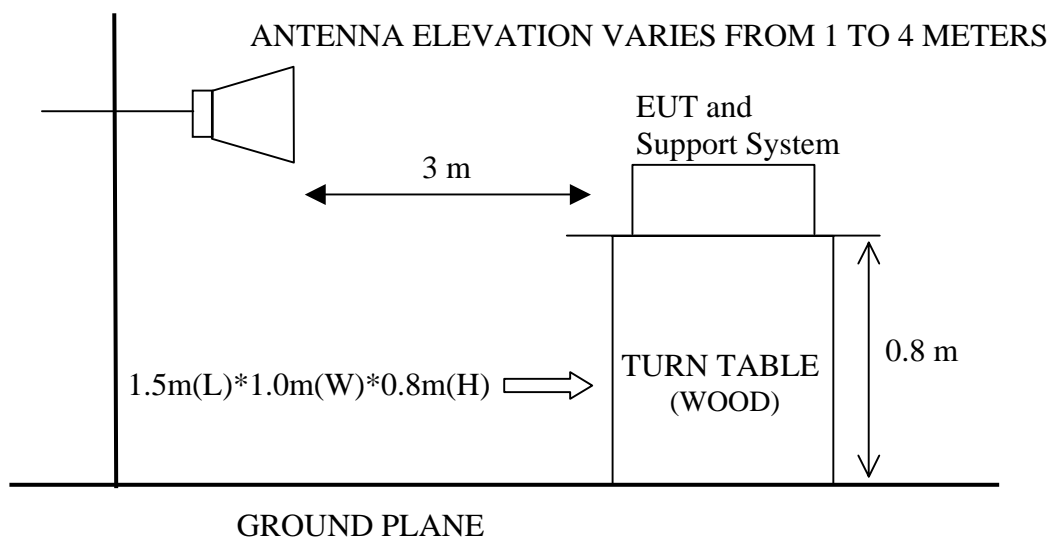 ANTENNA ELEVATION VARIES FROM 1 TO 4 METERS
EUT and
Support System
3 m
0.8 m
1.5m(L)*1.0m(W)*0.8m(H)
TURN TABLE
(WOOD)
GROUND PLANE